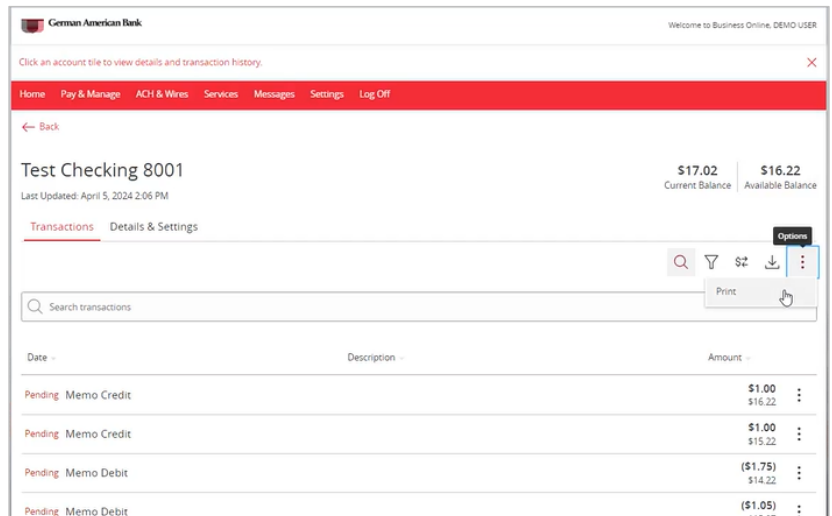 German American Bank
Welcome to Business Online, DEMO USER
Click an account tile to view details and transaction history.
Home Pay & Manage ACH & Wires Services Messages Settings Log Off
Back
Test Checking 8001
$17.02 $16.22
Current Balance Available Balance
Last Updated: April 5, 2024 2:06 PM
Transactions Details & Settings
Options
Print
Search transactions
Date Description Amount
Pending Memo Credit $1.00
$16.22
Pending Memo Credit $1.00
$15.22
Pending Memo Debit ($1.75)
$14.22
Pending Memo Debit ($1.05)